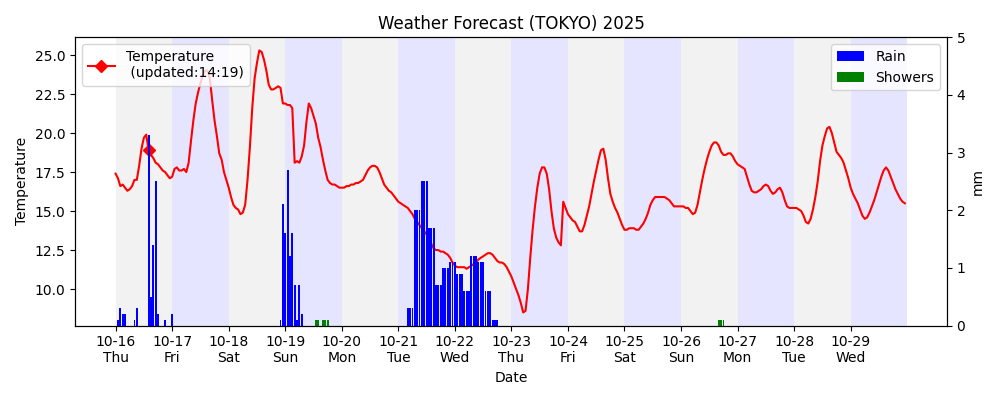 Weather Forecast (TOKYO) 2025
Temperature
(updated:14:19)
Rain
Showers
Temperature
25.0
22.5
20.0
17.5
15.0
12.5
10.0
5
4
3
2
1
0
mm
10-16 10-17 10-18 10-19 10-20 10-21 10-22 10-23 10-24 10-25 10-26 10-27 10-28 10-29
Thu Fri Sat Sun Mon Tue Wed Thu Fri Sat Sun Mon Tue Wed
Date